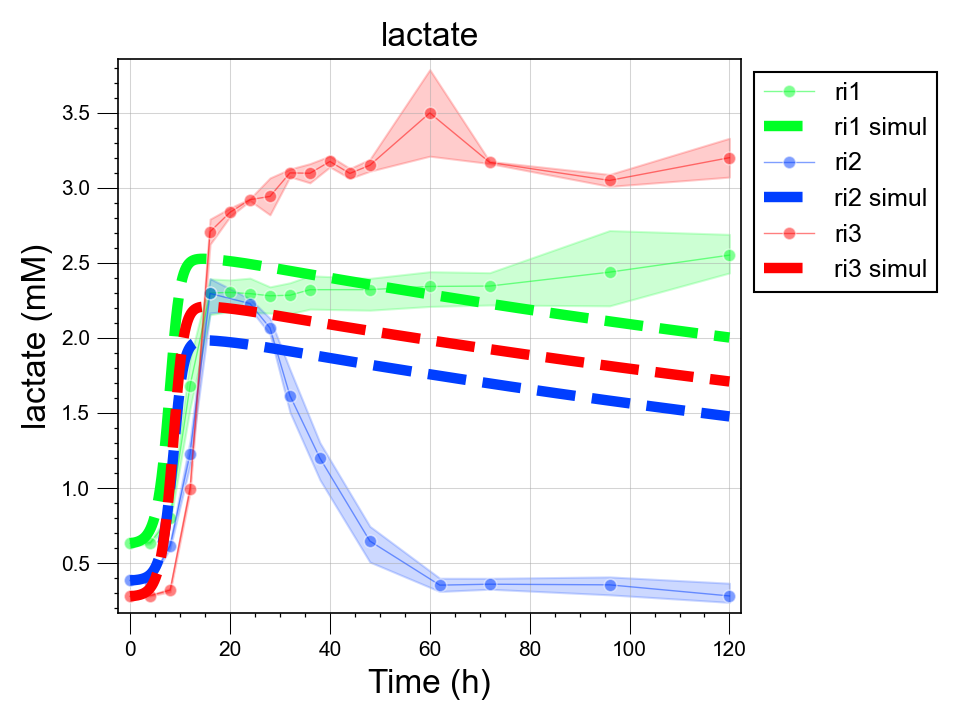 lactate
lactate (mM)
3.5
3.0
2.5
2.0
1.5
1.0
0.5
0
20
40
60
80
100
120
Time (h)
ri1
ri1 simul
ri2
ri2 simul
ri3
ri3 simul